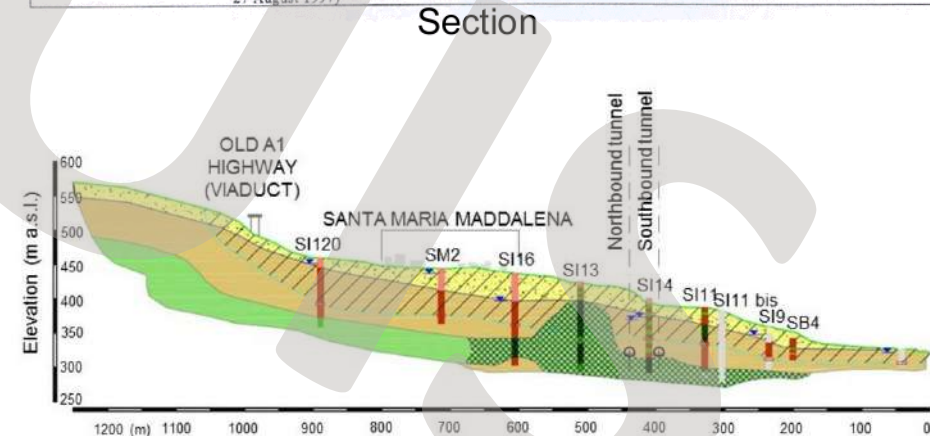 27 August 1997)
Section
OLD A1
HIGHWAY
(VIADUCT)
Northbound tunnel
Southbound tunnel
SANTA MARIA MADDALENA
SI120
SM2
SI16
SI13
SI14
SI11
SI11 bis
SI9
SB4
Elevation (m a.s.l.)
600
550
500
450
400
350
300
250
1200 (m) 1100 1000 900 800 700 600 500 400 300 200 100 0